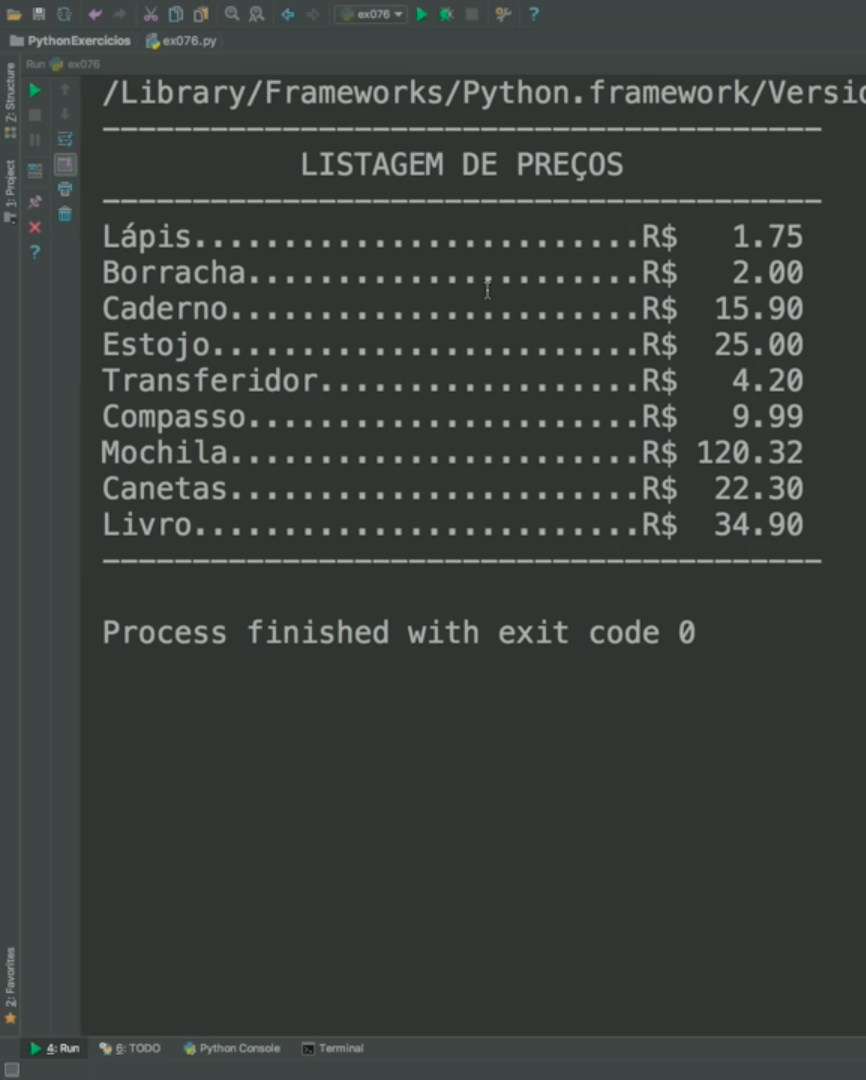 ex076
PythonExercicios
ex076.py
Run ex076
Z: Structure
1: Project
/Library/Frameworks/Python.framework/Versio
----------------------------------------
LISTAGEM DE PREÇOS
----------------------------------------
Lápis.........................R$ 1.75
Borracha......................R$ 2.00
Caderno.......................R$ 15.90
Estojo........................R$ 25.00
Transferidor..................R$ 4.20
Compasso......................R$ 9.99
Mochila.......................R$ 120.32
Canetas.......................R$ 22.30
Livro.........................R$ 34.90
----------------------------------------
Process finished with exit code 0
2: Favorites
4: Run 6: TODO Python Console Terminal